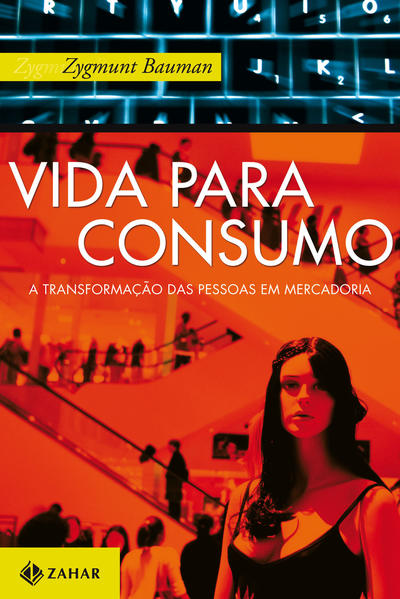 R T Y U I O
J K L
Zygmunt Bauman
VIDA PARA
CONSUMO
A TRANSFORMAÇÃO DAS PESSOAS EM MERCADORIA
ZAHAR